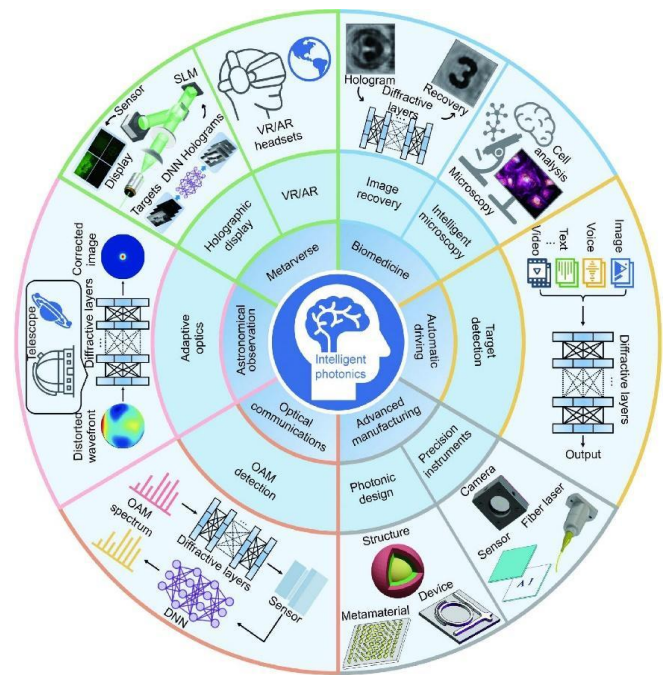 Intelligent
photonics
Metarverse
Biomedicine
Automatic
driving
Advanced
manufacturing
Optical
communications
Astronomical
observation
Holographic
display
VR/AR
Image
recovery
Intelligent
microscopy
Target
detection
Precision
instruments
Photonic
design
OAM
detection
Adaptive
optics
Sensor
SLM
Display
Targets
DNN
Holograms
VR/AR
headsets
Hologram
Recovery
3
Diffractive
layers
Microscopy
Cell
analysis
Video
...
Text
Voice
Image
...
Diffractive
layers
Output
Camera
Fiber laser
Sensor
A I
Structure
Metamaterial
Device
OAM
spectrum
...
Diffractive
layers
Sensor
DNN
Telescope
Corrected
image
...
Diffractive layers
Distorted
wavefront